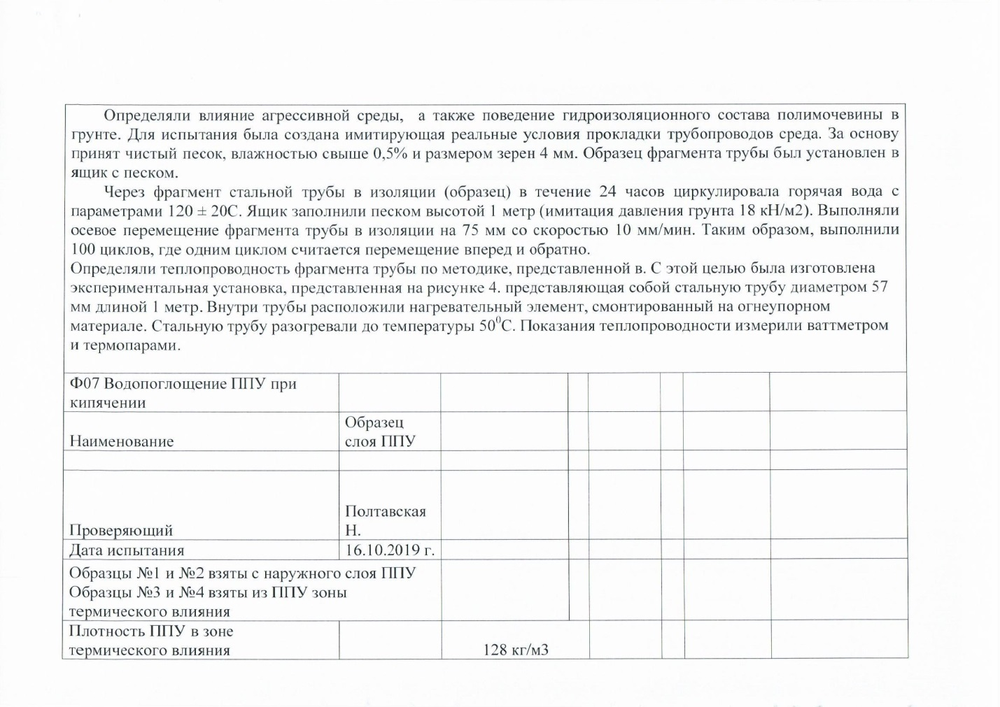 Определяли влияние агрессивной среды, а также поведение гидроизоляционного состава полимочевины в
грунте. Для испытания была создана имитирующая реальные условия прокладки трубопроводов среда. За основу
принят чистый песок, влажностью свыше 0,5% и размером зерен 4 мм. Образец фрагмента трубы был установлен в
ящик с песком.
Через фрагмент стальной трубы в изоляции (образец) в течение 24 часов циркулировала горячая вода с
параметрами 120 ± 20С. Ящик заполнили песком высотой 1 метр (имитация давления грунта 18 кН/м2). Выполняли
осевое перемещение фрагмента трубы в изоляции на 75 мм со скоростью 10 мм/мин. Таким образом, выполнили
100 циклов, где одним циклом считается перемещение вперед и обратно.
Определяли теплопроводность фрагмента трубы по методике, представленной в. С этой целью была изготовлена
экспериментальная установка, представленная на рисунке 4. представляющая собой стальную трубу диаметром 57
мм длиной 1 метр. Внутри трубы расположили нагревательный элемент, смонтированный на огнеупорном
материале. Стальную трубу разогревали до температуры 50⁰С. Показания теплопроводности измерили ваттметром
и термопарами.
Ф07 Водопоглощение ППУ при
кипячении
Образец
Наименование слоя ППУ
Полтавская
Проверяющий Н.
Дата испытания 16.10.2019 г.
Образцы №1 и №2 взяты с наружного слоя ППУ
Образцы №3 и №4 взяты из ППУ зоны
термического влияния
Плотность ППУ в зоне
термического влияния 128 кг/м3